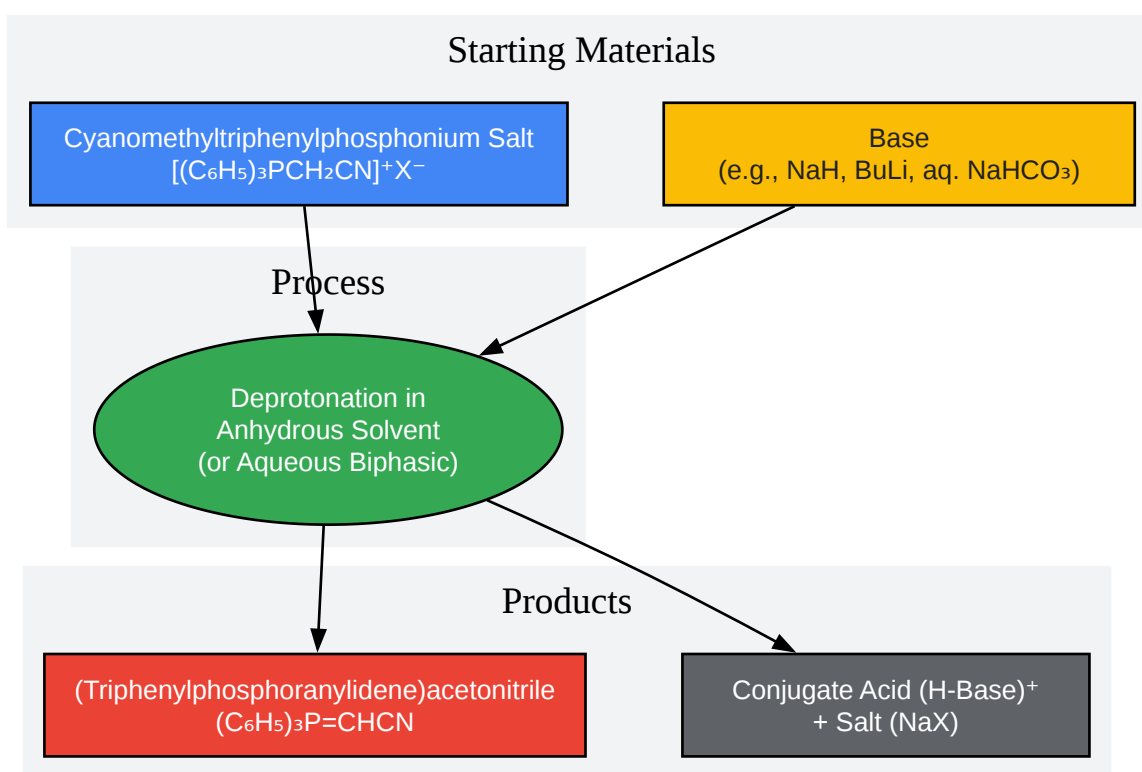 Starting Materials
Cyanomethyltriphenylphosphonium Salt
[(C₆H₅)₃PCH₂CN]⁺X⁻
Base
(e.g., NaH, BuLi, aq. NaHCO₃)
Process
Deprotonation in
Anhydrous Solvent
(or Aqueous Biphasic)
Products
(Triphenylphosphoranylidene)acetonitrile
(C₆H₅)₃P=CHCN
Conjugate Acid (H-Base)⁺
+ Salt (NaX)